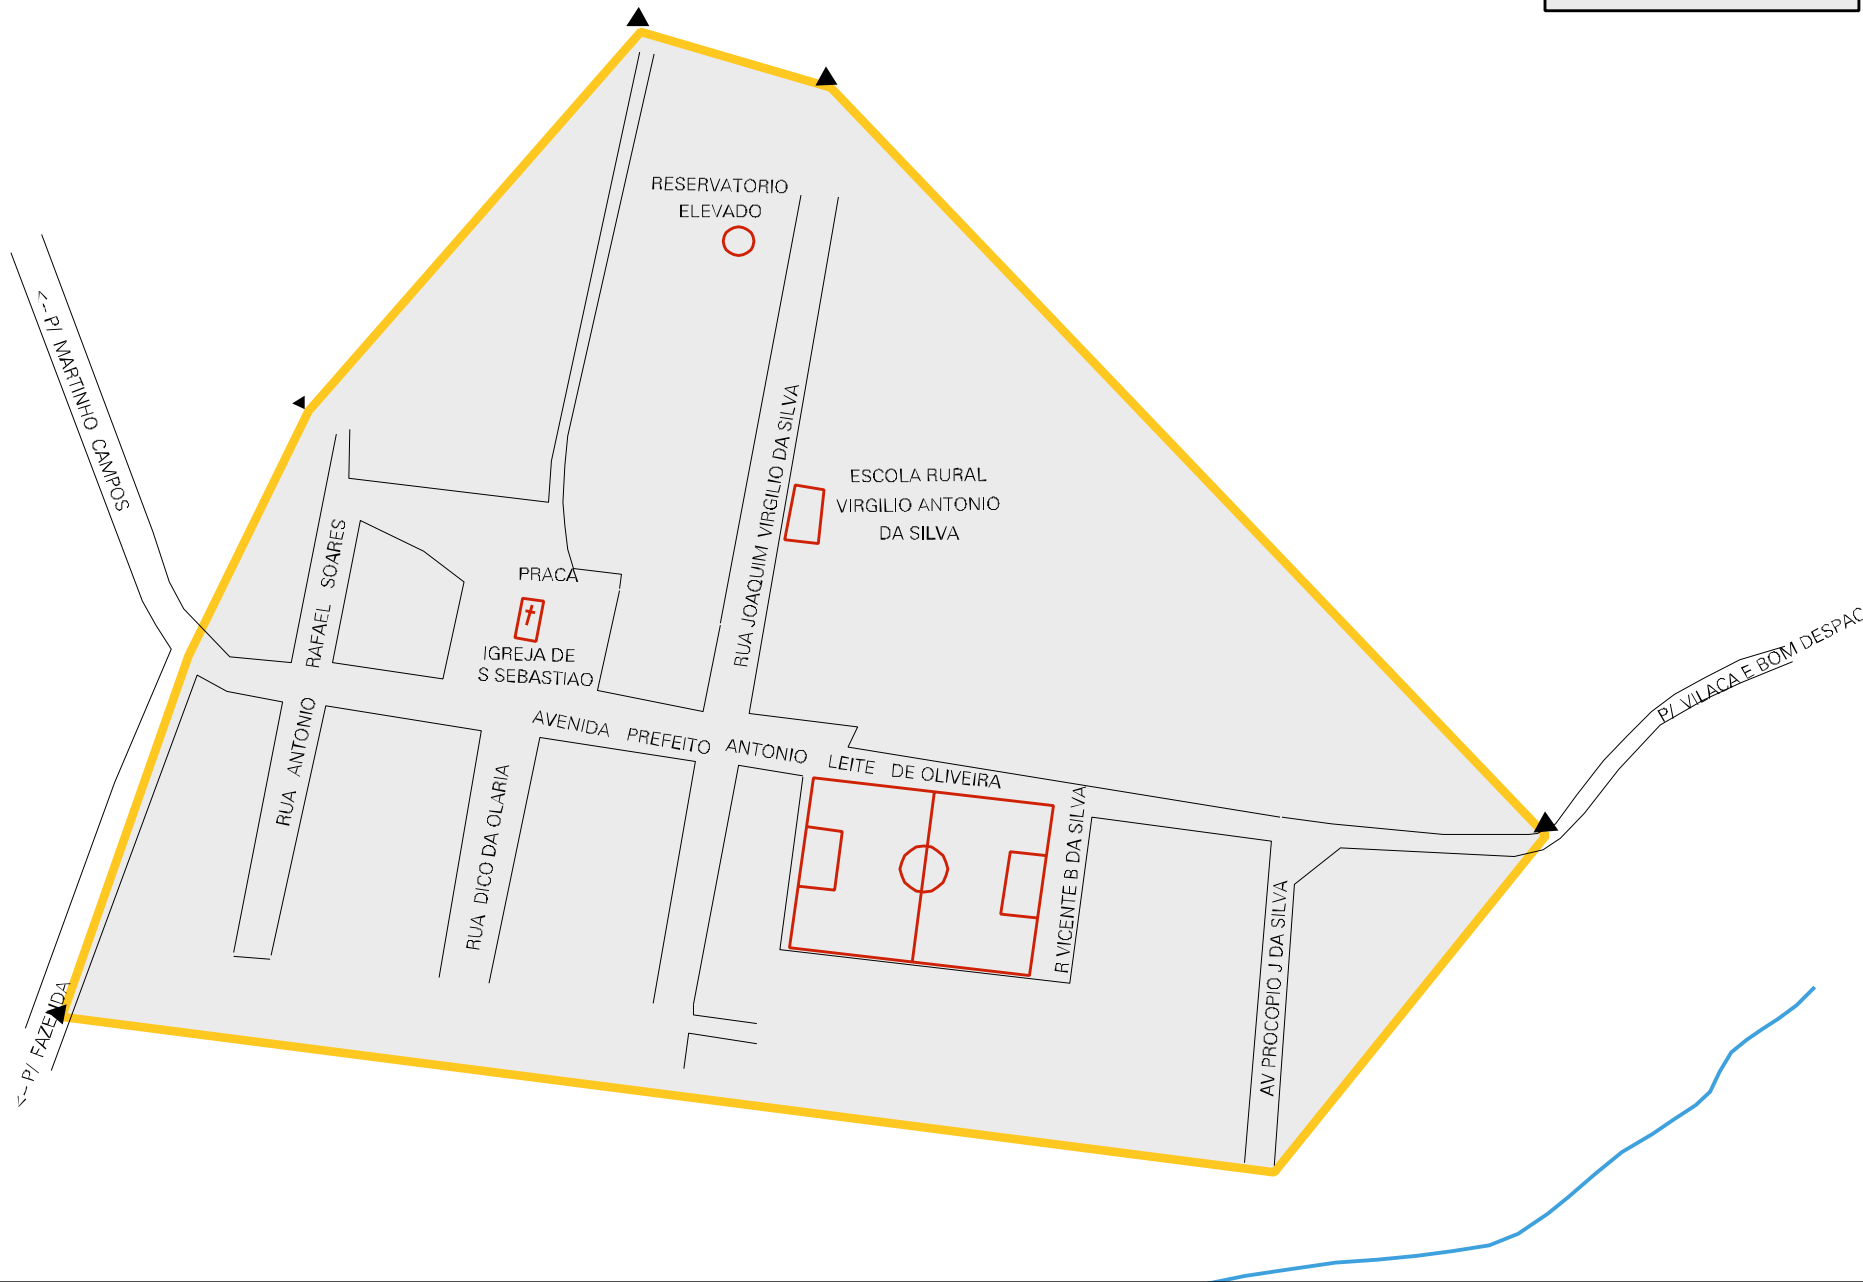 RESERVATORIO
ELEVADO
<-- P/ MARTINHO CAMPOS
RUA JOAQUIM VIRGILIO DA SILVA
ESCOLA RURAL
VIRGILIO ANTONIO
DA SILVA
RUA ANTONIO RAFAEL SOARES
PRACA
IGREJA DE
S SEBASTIAO
P/ VILACA E BOM DESPAC
AVENIDA PREFEITO ANTONIO LEITE DE OLIVEIRA
RUA DICO DA OLARIA
R VICENTE B DA SILVA
AV PROCOPIO J DA SILVA
<-- P/ FAZENDA